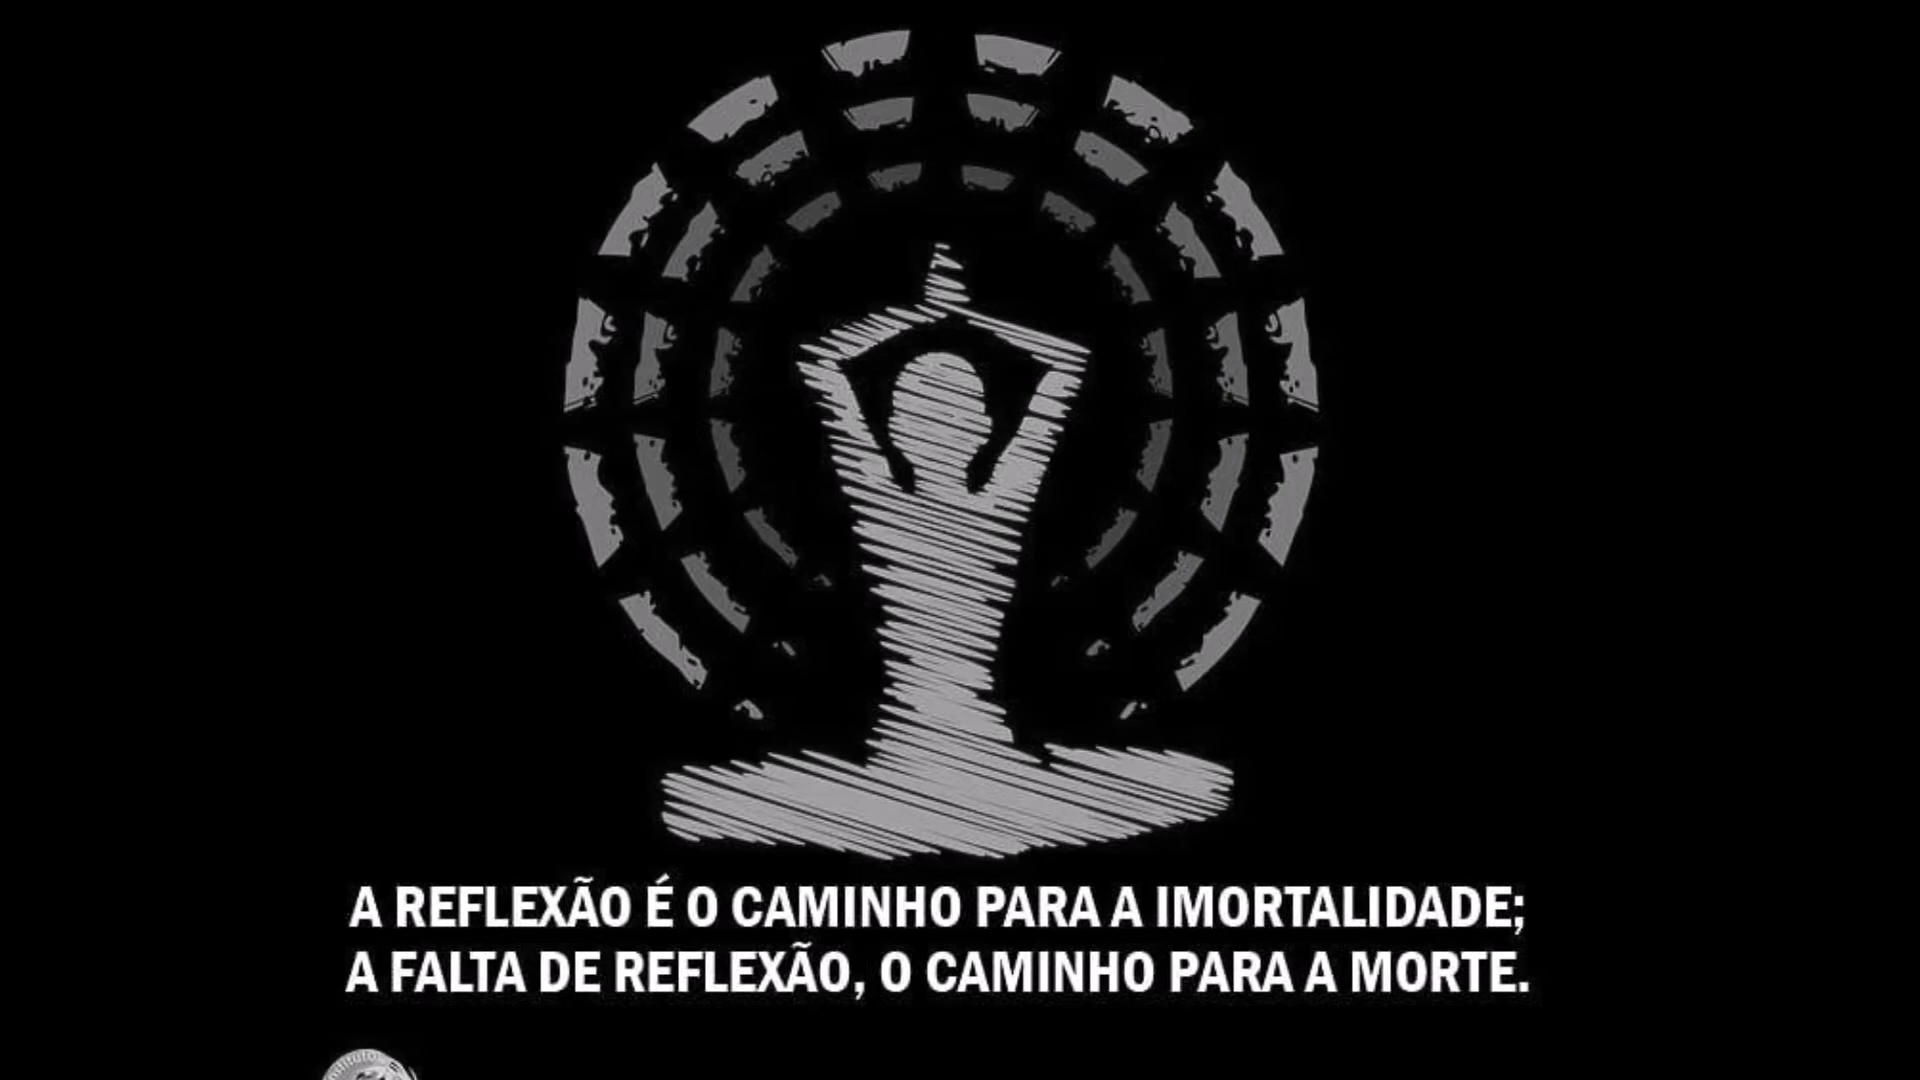 A REFLEXÃO É O CAMINHO PARA A IMORTALIDADE;
A FALTA DE REFLEXÃO, O CAMINHO PARA A MORTE.